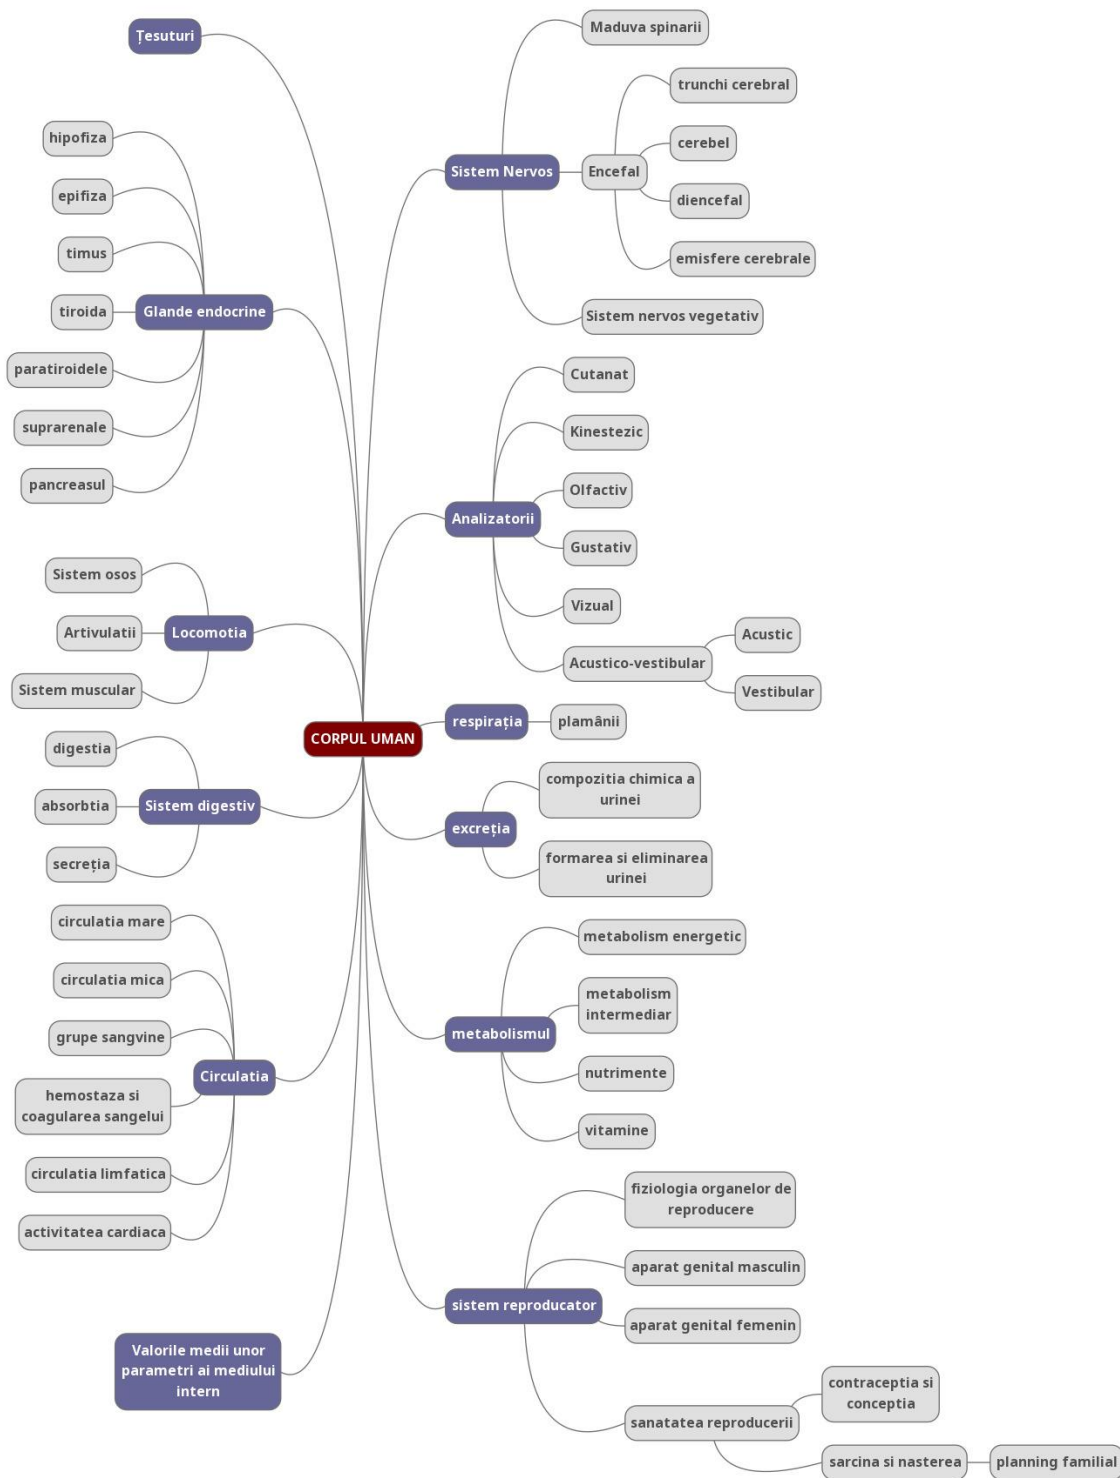 Țesuturi
hipofiza
epifiza
timus
tiroida
paratiroidele
suprarenale
pancreasul
Glande endocrine
Sistem osos
Artivulatii
Sistem muscular
Locomotia
digestia
absorbtia
secreția
Sistem digestiv
circulatia mare
circulatia mica
grupe sangvine
hemostaza si
coagularea sangelui
circulatia limfatica
activitatea cardiaca
Circulatia
Valorile medii unor
parametri ai mediului
intern
CORPUL UMAN
Sistem Nervos
Maduva spinarii
Encefal
trunchi cerebral
cerebel
diencefal
emisfere cerebrale
Sistem nervos vegetativ
Analizatorii
Cutanat
Kinestezic
Olfactiv
Gustativ
Vizual
Acustico-vestibular
Acustic
Vestibular
respirația
plamânii
excreția
compozitia chimica a
urinei
formarea si eliminarea
urinei
metabolismul
metabolism energetic
metabolism
intermediar
nutrimente
vitamine
sistem reproducator
fiziologia organelor de
reproducere
aparat genital masculin
aparat genital femenin
sanatatea reproducerii
contraceptia si
conceptia
sarcina si nasterea
planning familial